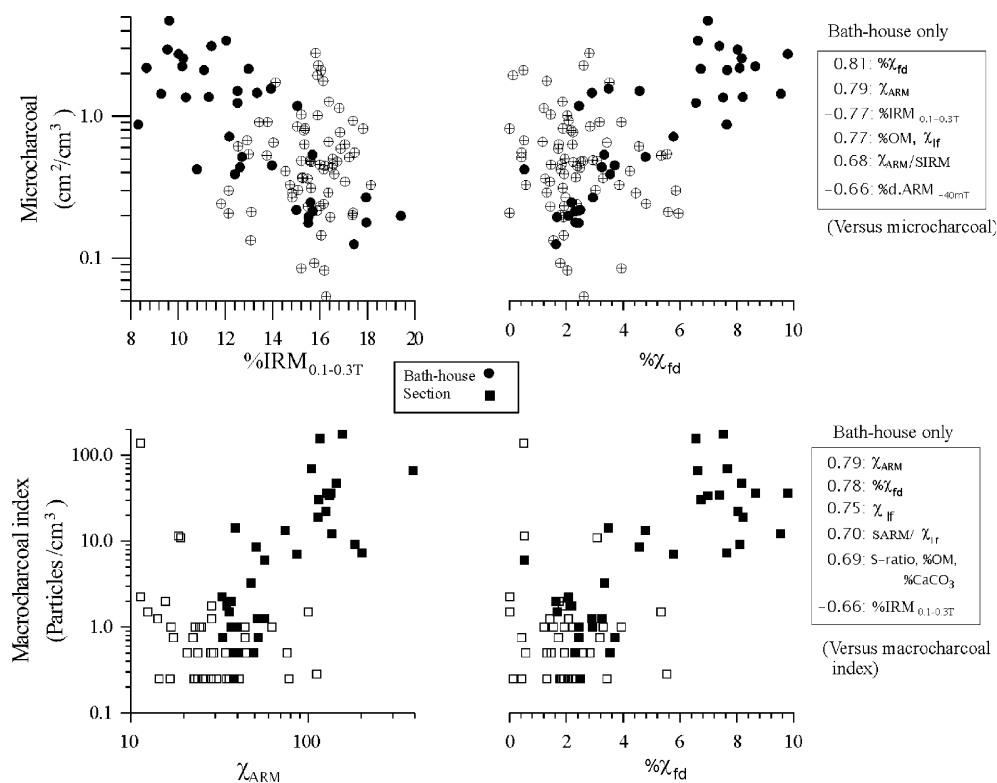 Bath-house only
0.81: %χfd
0.79: χARM
−0.77: %IRM 0.1−0.3T
0.77: %OM, χlf
0.68: χARM/SIRM
−0.66: %d.ARM −40mT
(Versus microcharcoal)
Microcharcoal
(cm²/cm³)
1.0
0.1
8 10 12 14 16 18 20
%IRM0.1-0.3T
0 2 4 6 8 10
%χfd
Bath-house
Section
Bath-house only
0.79: χARM
0.78: %χfd
0.75: χlf
0.70: SARM/ χlf
0.69: S-ratio, %OM,
%CaCO3
−0.66: %IRM 0.1-0.3T
(Versus macrocharcoal
index)
Macrocharcoal index
(Particles/cm³)
100.0
10.0
1.0
0.1
10 100
χARM
0 2 4 6 8 10
%χfd